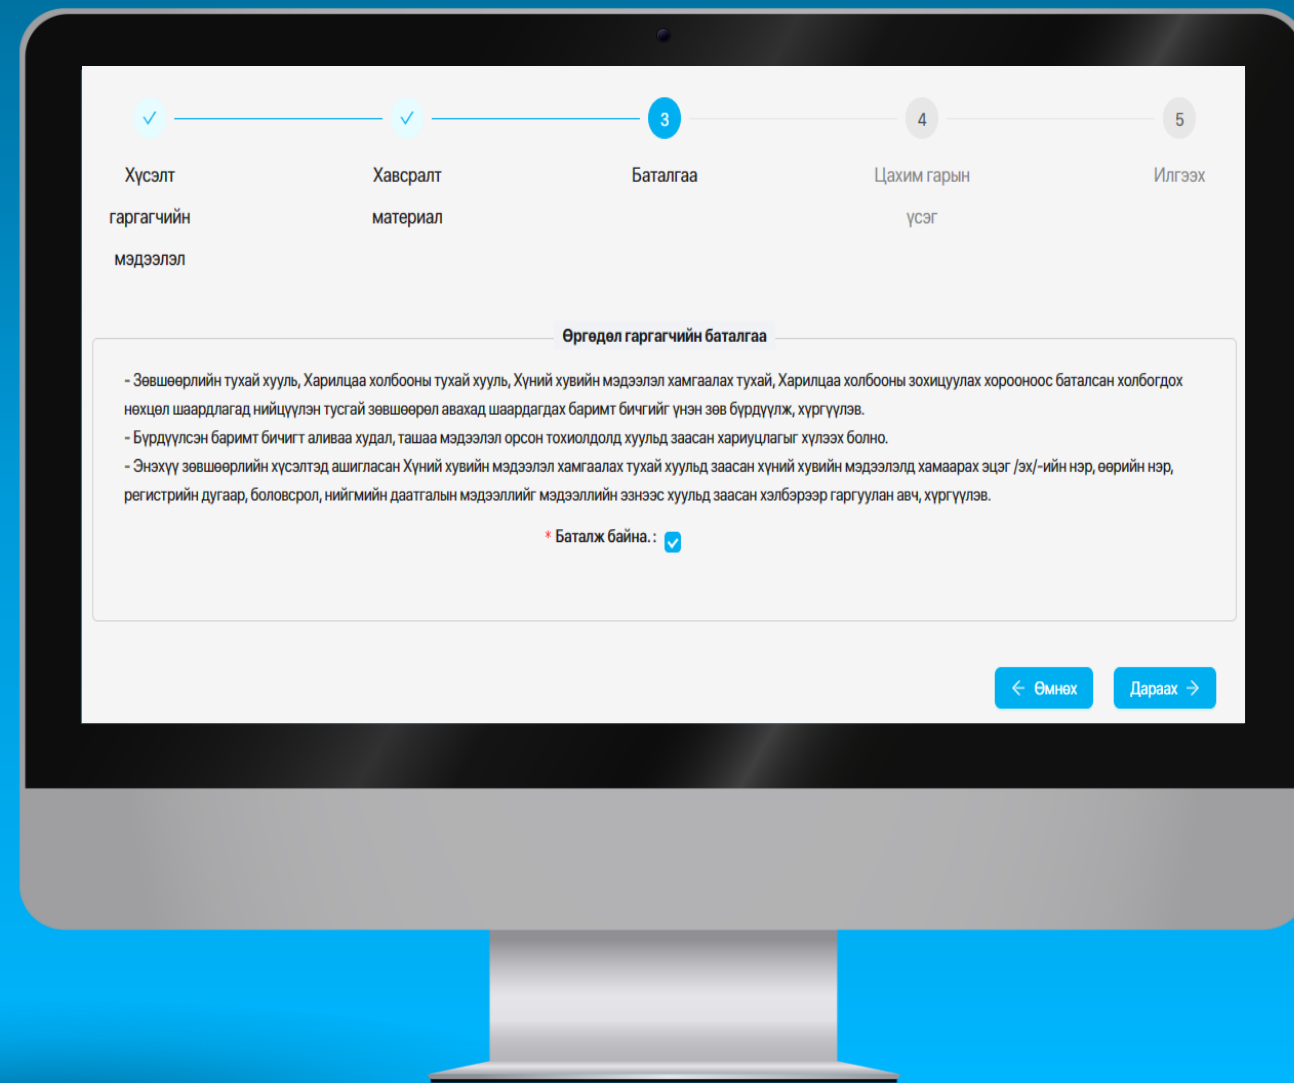 3
4
5
Хүсэлт
гаргагчийн
мэдээлэл
Хавсралт
материал
Баталгаа
Цахим гарын
үсэг
Илгээх
Өргөдөл гаргагчийн баталгаа
- Зөвшөөрлийн тухай хууль, Харилцаа холбооны тухай хууль, Хүний хувийн мэдээлэл хамгаалах тухай, Харилцаа холбооны зохицуулах хорооноос баталсан холбогдох
нөхцөл шаардлагад нийцүүлэн тусгай зөвшөөрөл авахад шаардагдах баримт бичгийг үнэн зөв бүрдүүлж, хүргүүлэв.
- Бүрдүүлсэн баримт бичигт аливаа худал, ташаа мэдээлэл орсон тохиолдолд хуульд заасан хариуцлагыг хүлээх болно.
- Энэхүү зөвшөөрлийн хүсэлтэд ашигласан Хүний хувийн мэдээлэл хамгаалах тухай хуульд заасан хүний хувийн мэдээлэлд хамаарах эцэг /эх/-ийн нэр, өөрийн нэр,
регистрийн дугаар, боловсрол, нийгмийн даатгалын мэдээллийг мэдээллийн эзнээс хуульд заасан хэлбэрээр гаргуулан авч, хүргүүлэв.
* Баталж байна. :
← Өмнөх
Дараах →